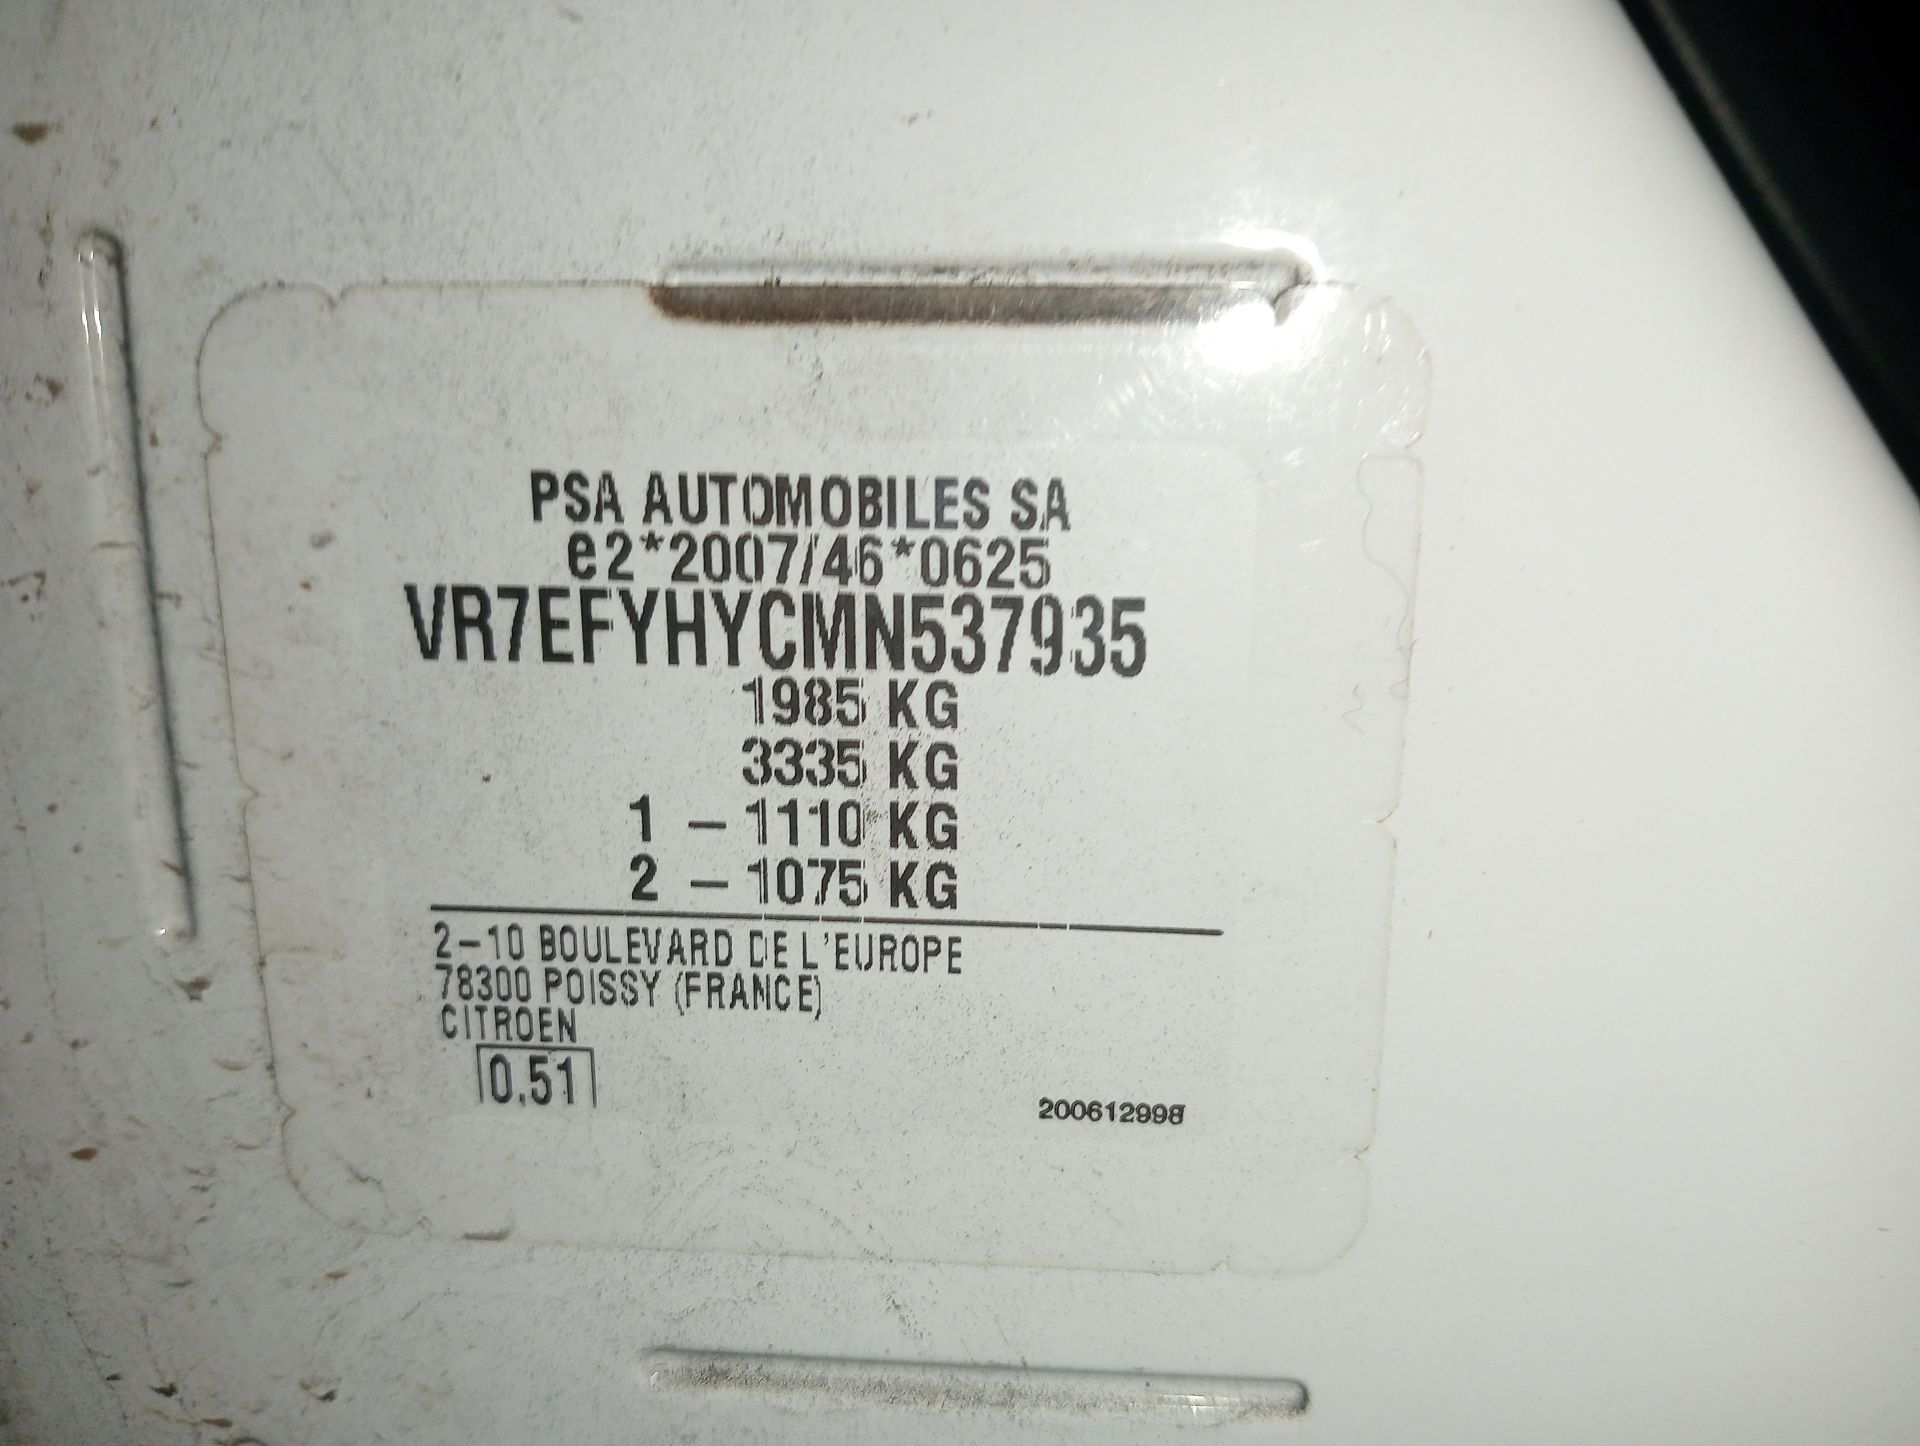 PSA AUTOMOBILES SA
e2*2007/46*0625
VR7EFYHYCMN537935
1985 KG
3335 KG
1 – 1110 KG
2 – 1075 KG
2–10 BOULEVARD DE L'EUROPE
78300 POISSY (FRANCE)
CITROEN
0.51
200612998